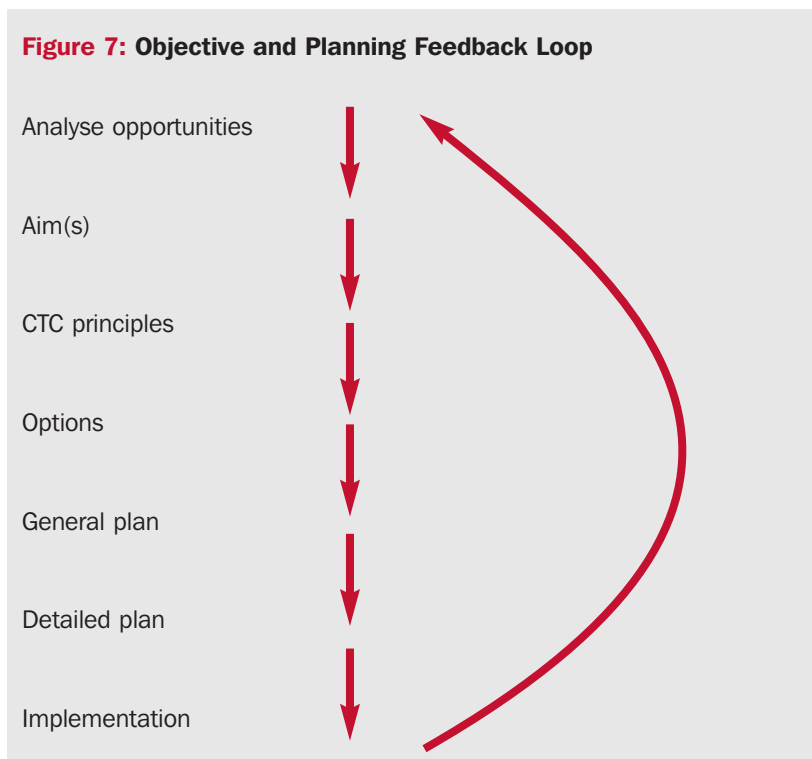 Figure 7: Objective and Planning Feedback Loop
Analyse opportunities
Aim(s)
CTC principles
Options
General plan
Detailed plan
Implementation